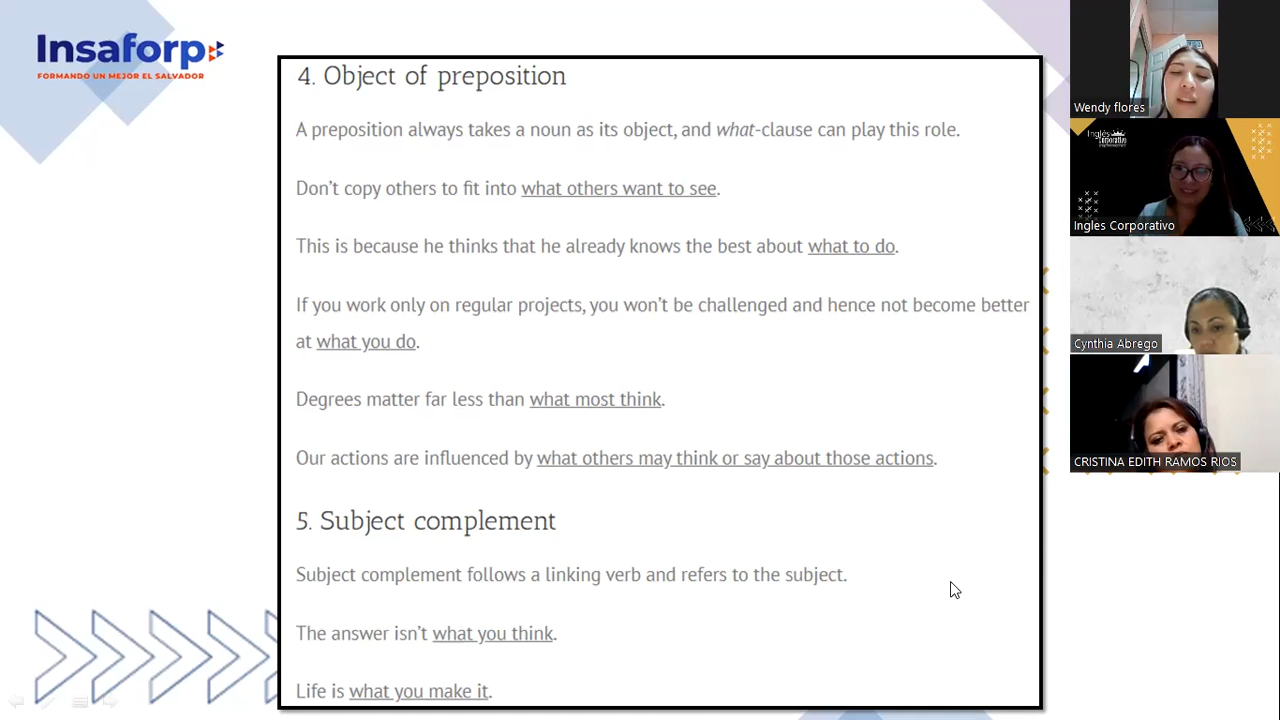 Insaforp
FORMANDO UN MEJOR EL SALVADOR
4. Object of preposition
A preposition always takes a noun as its object, and what-clause can play this role.
Don't copy others to fit into what others want to see.
This is because he thinks that he already knows the best about what to do.
If you work only on regular projects, you won't be challenged and hence not become better
at what you do.
Degrees matter far less than what most think.
Our actions are influenced by what others may think or say about those actions.
5. Subject complement
Subject complement follows a linking verb and refers to the subject.
The answer isn't what you think.
Life is what you make it.
Wendy flores
Inglés
Corporativo
Ingles Corporativo
Cynthia Abrego
CRISTINA EDITH RAMOS RIOS